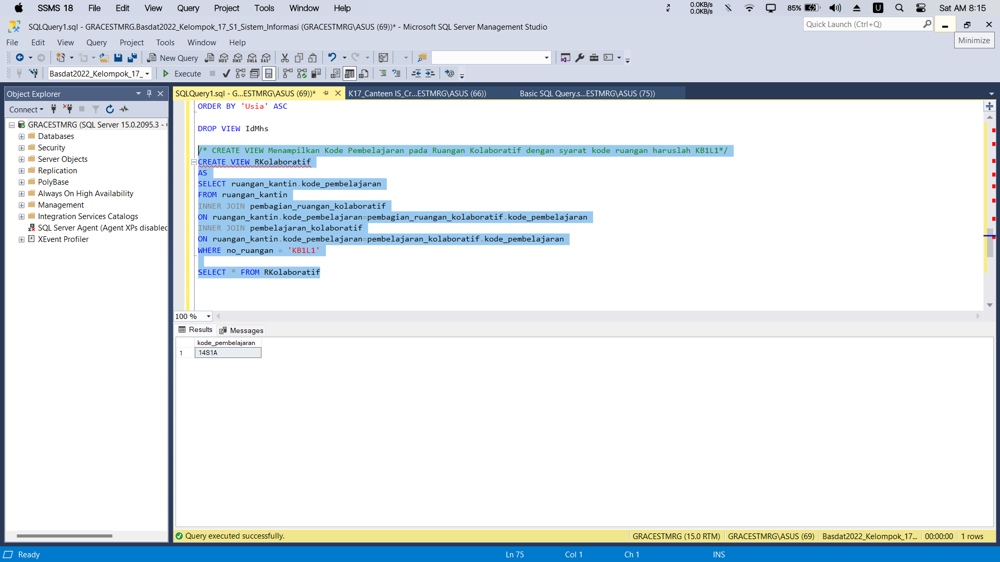 SSMS 18 File Edit View Query Project Tools Window Help 0.0KB/s 0.0KB/s 85% U Sat AM 8:15
SQLQuery1.sql - GRACESTMRG.Basdat2022_Kelompok_17_S1_Sistem_Informasi (GRACESTMRG\ASUS (69))* - Microsoft SQL Server Management Studio
Quick Launch (Ctrl+Q)
Minimize
File Edit View Query Project Tools Window Help
New Query MDX DMX XMLA DAX
Basdat2022_Kelompok_17_ Execute
Object Explorer
Connect
GRACESTMRG (SQL Server 15.0.2095.3 -
Databases
Security
Server Objects
Replication
PolyBase
Always On High Availability
Management
Integration Services Catalogs
SQL Server Agent (Agent XPs disabled
XEvent Profiler
SQLQuery1.sql - G...ESTMRG\ASUS (69))* K17_Canteen IS_Cr...ESTMRG\ASUS (66)) Basic SQL Query.s...ESTMRG\ASUS (75))
ORDER BY 'Usia' ASC
DROP VIEW IdMhs
/* CREATE VIEW Menampilkan Kode Pembelajaran pada Ruangan Kolaboratif dengan syarat kode ruangan haruslah KB1L1*/
CREATE VIEW RKolaboratif
AS
SELECT ruangan_kantin.kode_pembelajaran
FROM ruangan_kantin
INNER JOIN pembagian_ruangan_kolaboratif
ON ruangan_kantin.kode_pembelajaran=pembagian_ruangan_kolaboratif.kode_pembelajaran
INNER JOIN pembelajaran_kolaboratif
ON ruangan_kantin.kode_pembelajaran=pembelajaran_kolaboratif.kode_pembelajaran
WHERE no_ruangan = 'KB1L1'
SELECT * FROM RKolaboratif
100 %
Results Messages
kode_pembelajaran
1 14S1A
Query executed successfully. GRACESTMRG (15.0 RTM) GRACESTMRG\ASUS (69) Basdat2022_Kelompok_17... 00:00:00 1 rows
Ready Ln 75 Col 1 Ch 1 INS